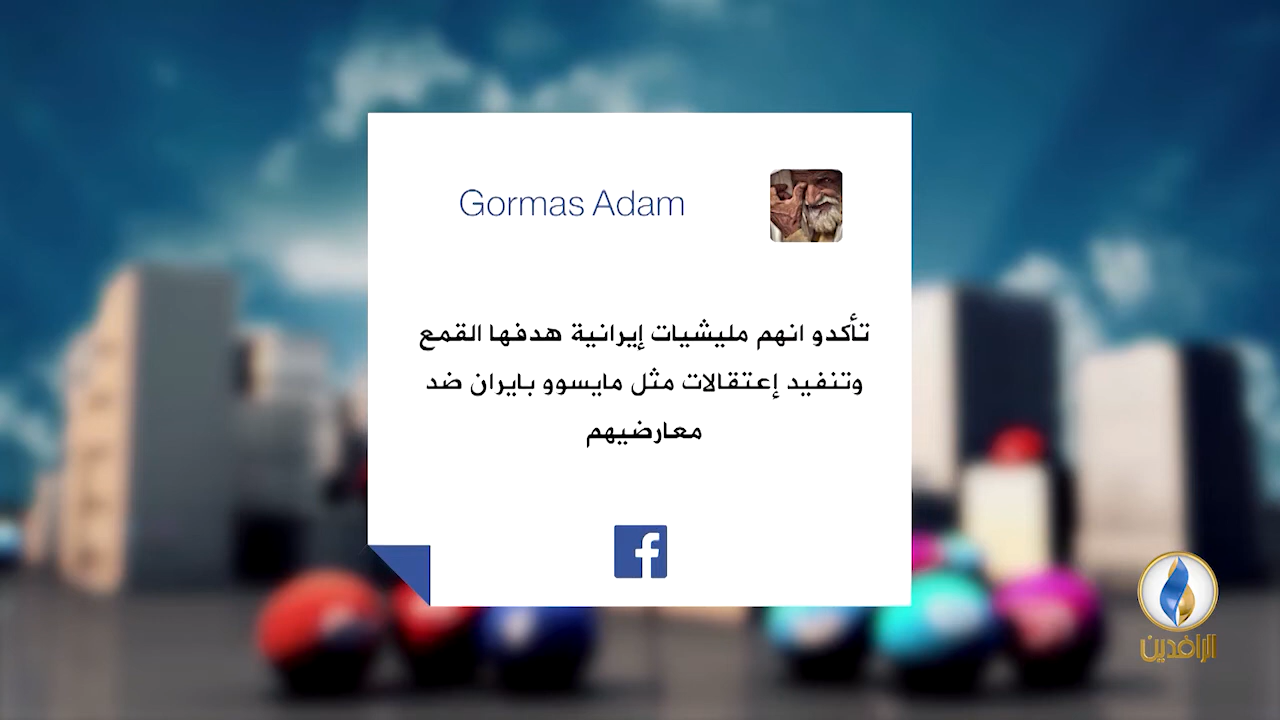 Gormas Adam
تأكدو انهم مليشيات إيرانية هدفها القمع
وتنفيد إعتقالات مثل مايسوو بايران ضد
معارضيهم
الرافدين